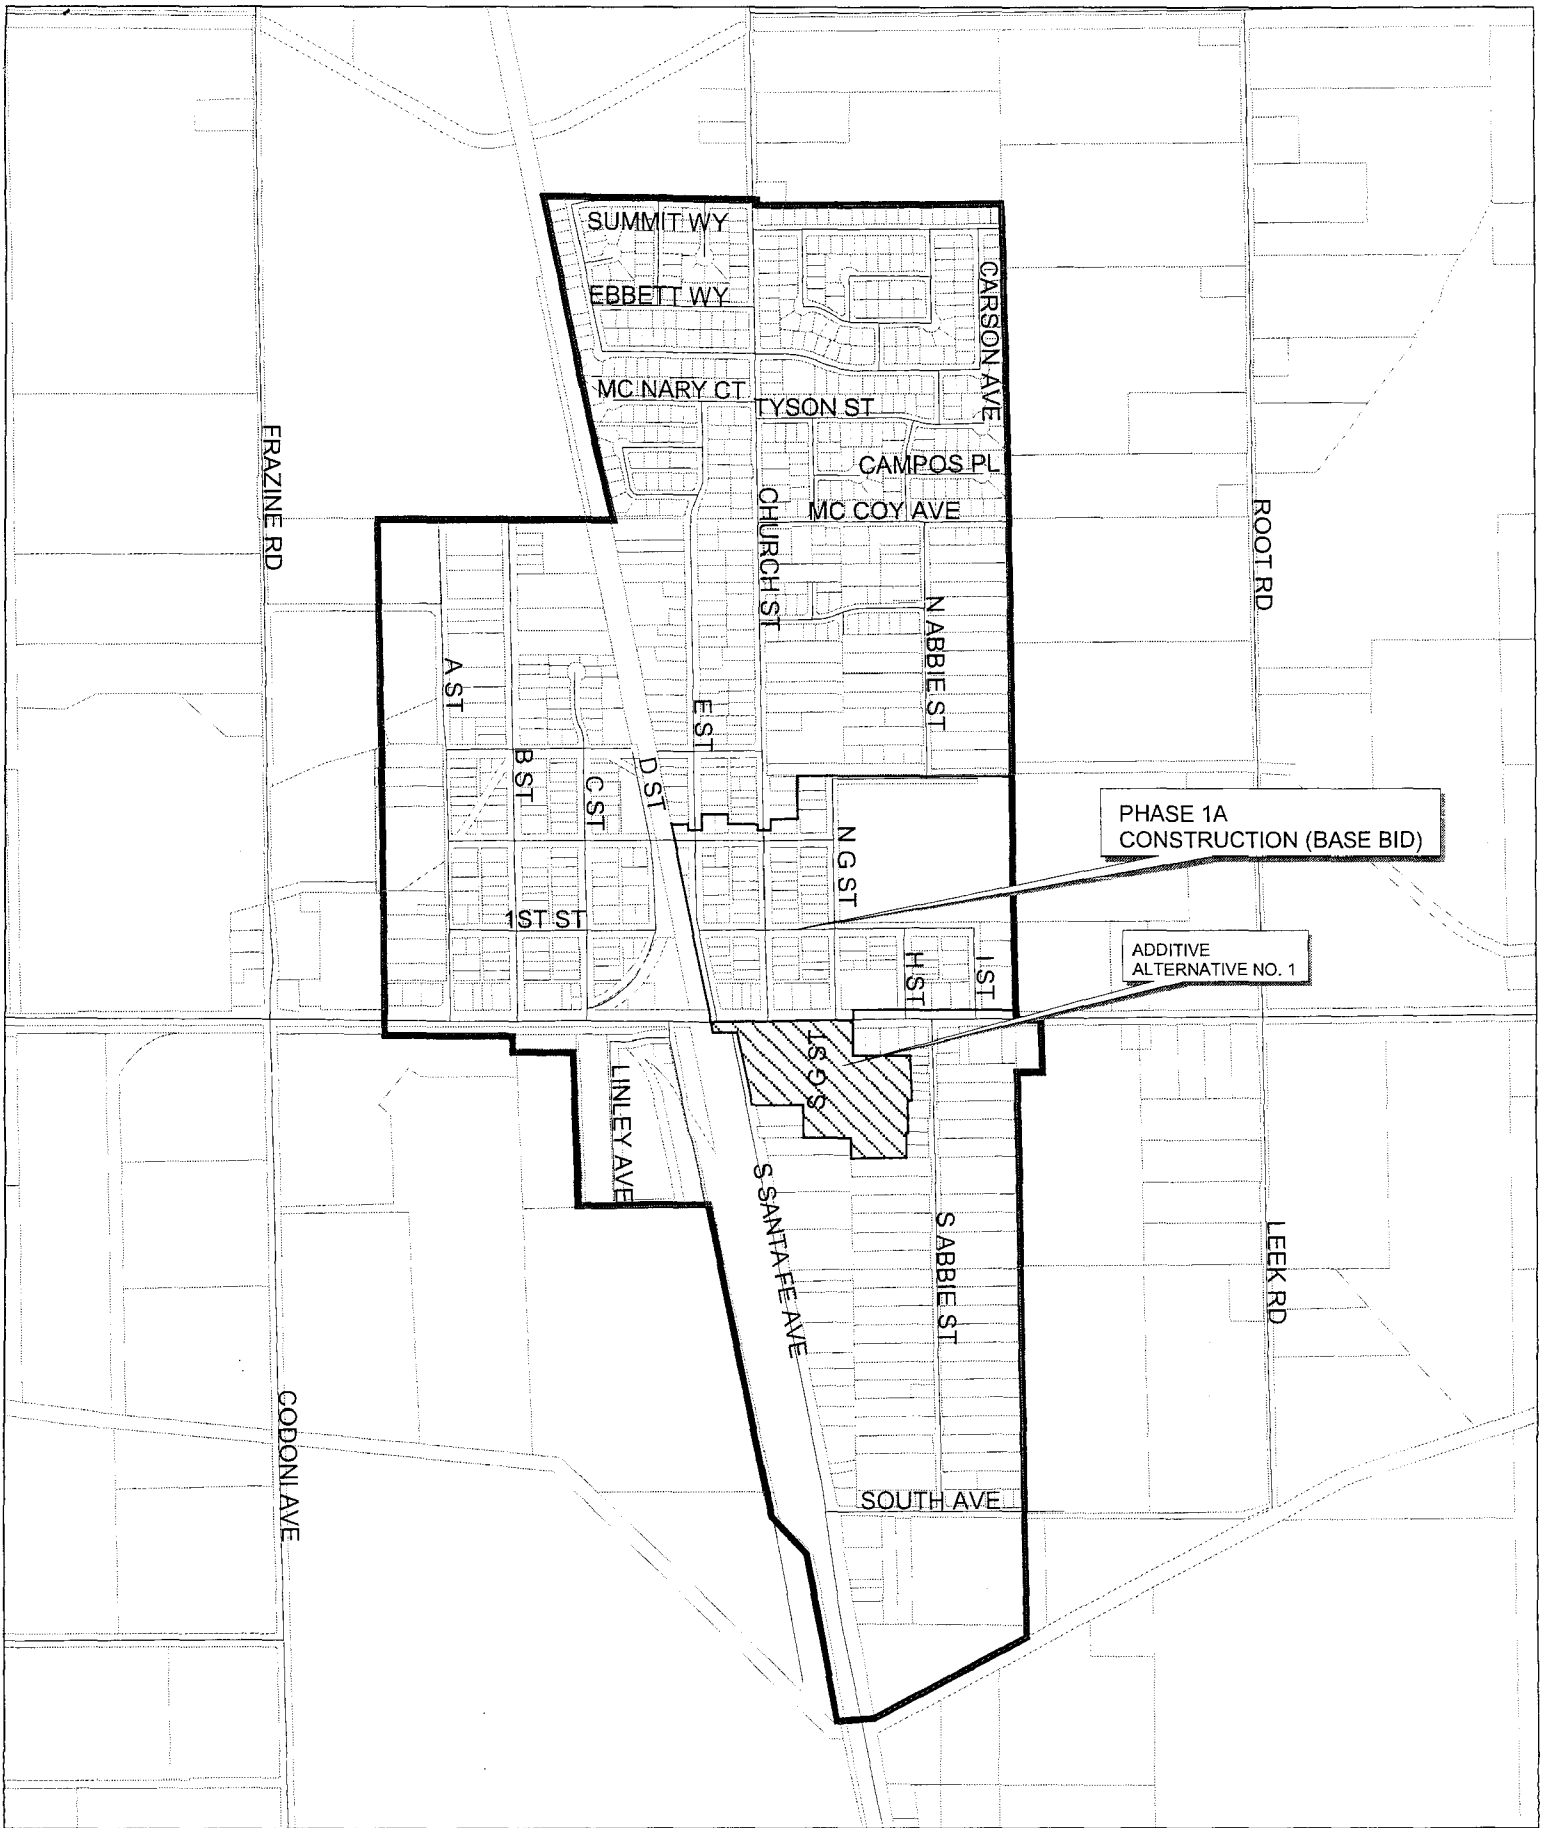 SUMMIT WY
EBBETT WY
CARSON AVE
MC NARY CT
TYSON ST
CAMPOS PL
MC COY AVE
FRAZINE RD
CHURCH ST
ROOT RD
N ABBIE ST
A ST
E ST
B ST
C ST
D ST
PHASE 1A
CONSTRUCTION (BASE BID)
N G ST
1ST ST
H ST
I ST
ADDITIVE
ALTERNATIVE NO. 1
S G ST
LINLEY AVE
S SANTA FE AVE
S ABBIE ST
LEEK RD
CODONI AVE
SOUTH AVE